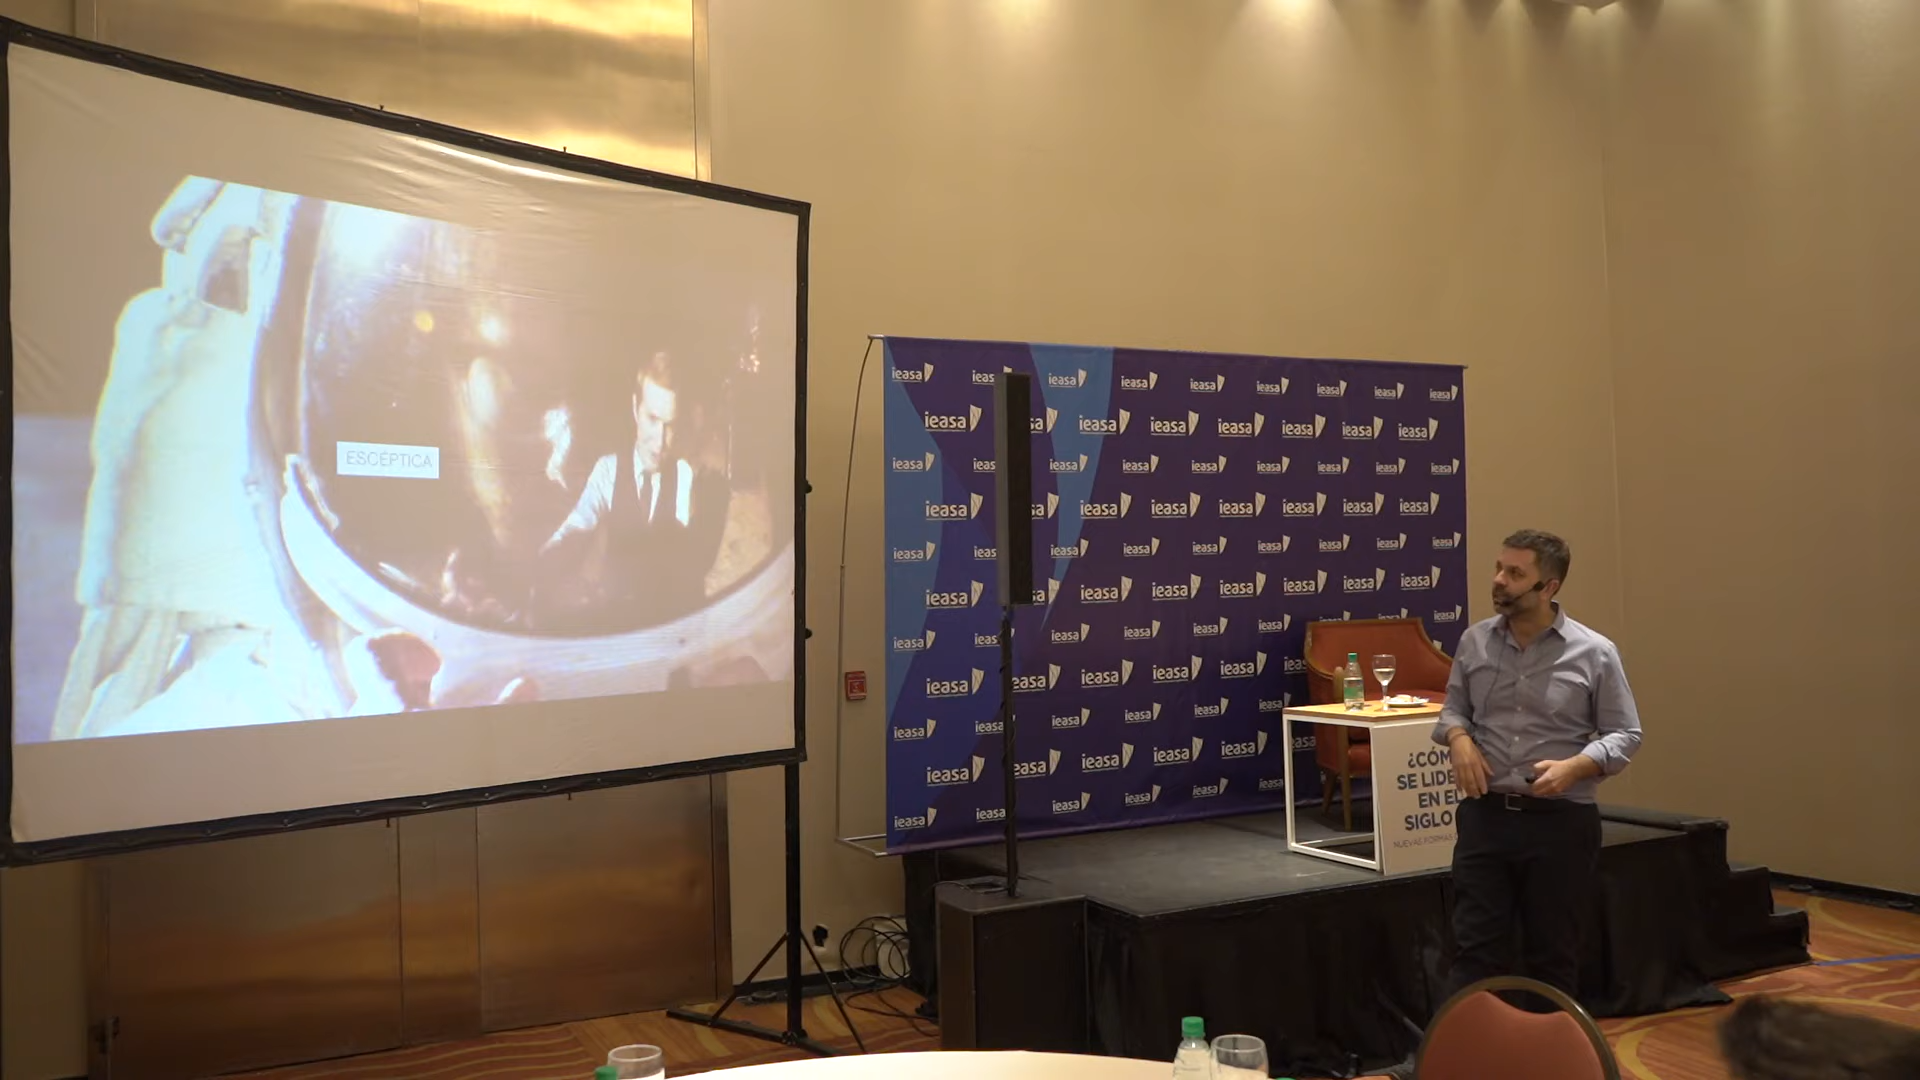 ESCÉPTICA
ieasa
¿CÓM
SE LIDE
EN EL
SIGLO
NUEVAS FORMAS